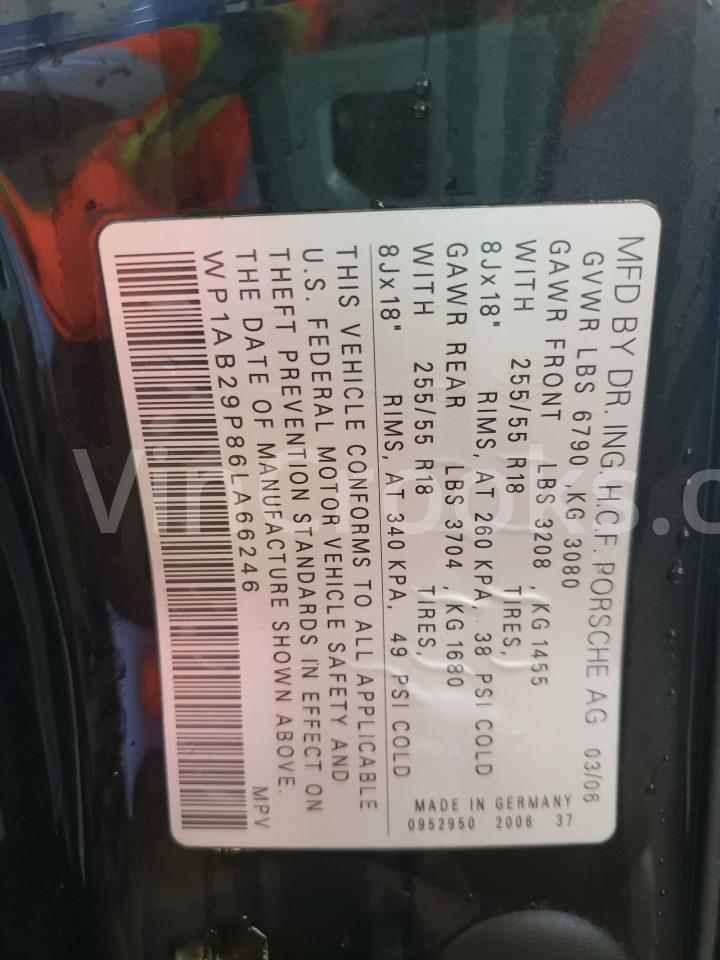 MFD BY DR. ING. H.C.F. PORSCHE AG 03/06
GVWR LBS 6790 ,KG 3080
GAWR FRONT LBS 3208 , KG 1455
WITH 255/55 R18 TIRES,
8Jx18" RIMS, AT 260 KPA, 38 PSI COLD
GAWR REAR LBS 3704 , KG 1680
WITH 255/55 R18 TIRES,
8Jx18" RIMS, AT 340 KPA, 49 PSI COLD
MADE IN GERMANY
0952950 2006 37
THIS VEHICLE CONFORMS TO ALL APPLICABLE
U.S. FEDERAL MOTOR VEHICLE SAFETY AND
THEFT PREVENTION STANDARDS IN EFFECT ON
THE DATE OF MANUFACTURE SHOWN ABOVE.
WP1AB29P86LA66246 MPV
VinCrooks.c